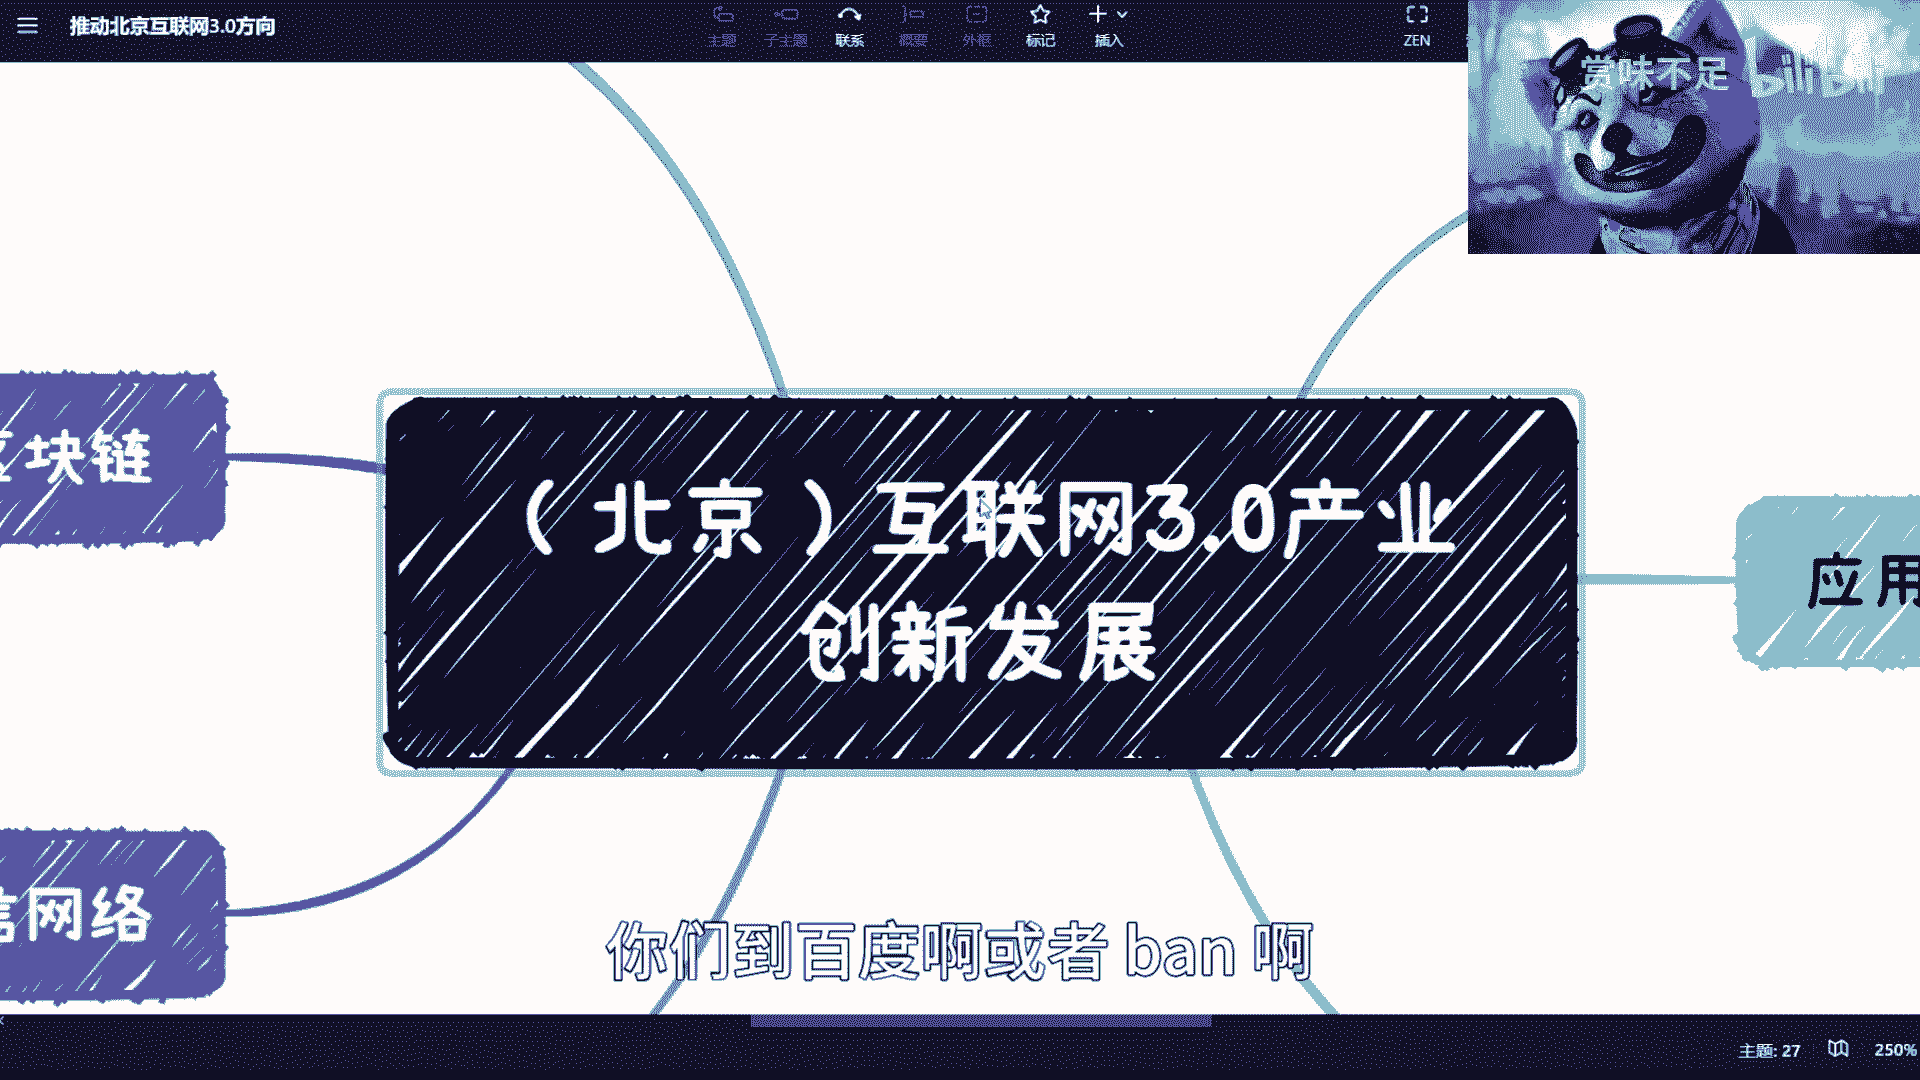 推动北京互联网3.0方向
主题
子主题
联系
概要
外框
标记
插入
ZEN
赏味不足
bilibili
区块链
（北京）互联网3.0产业
创新发展
应用
信网络
你们到百度啊或者 ban 啊
主题: 27
250%